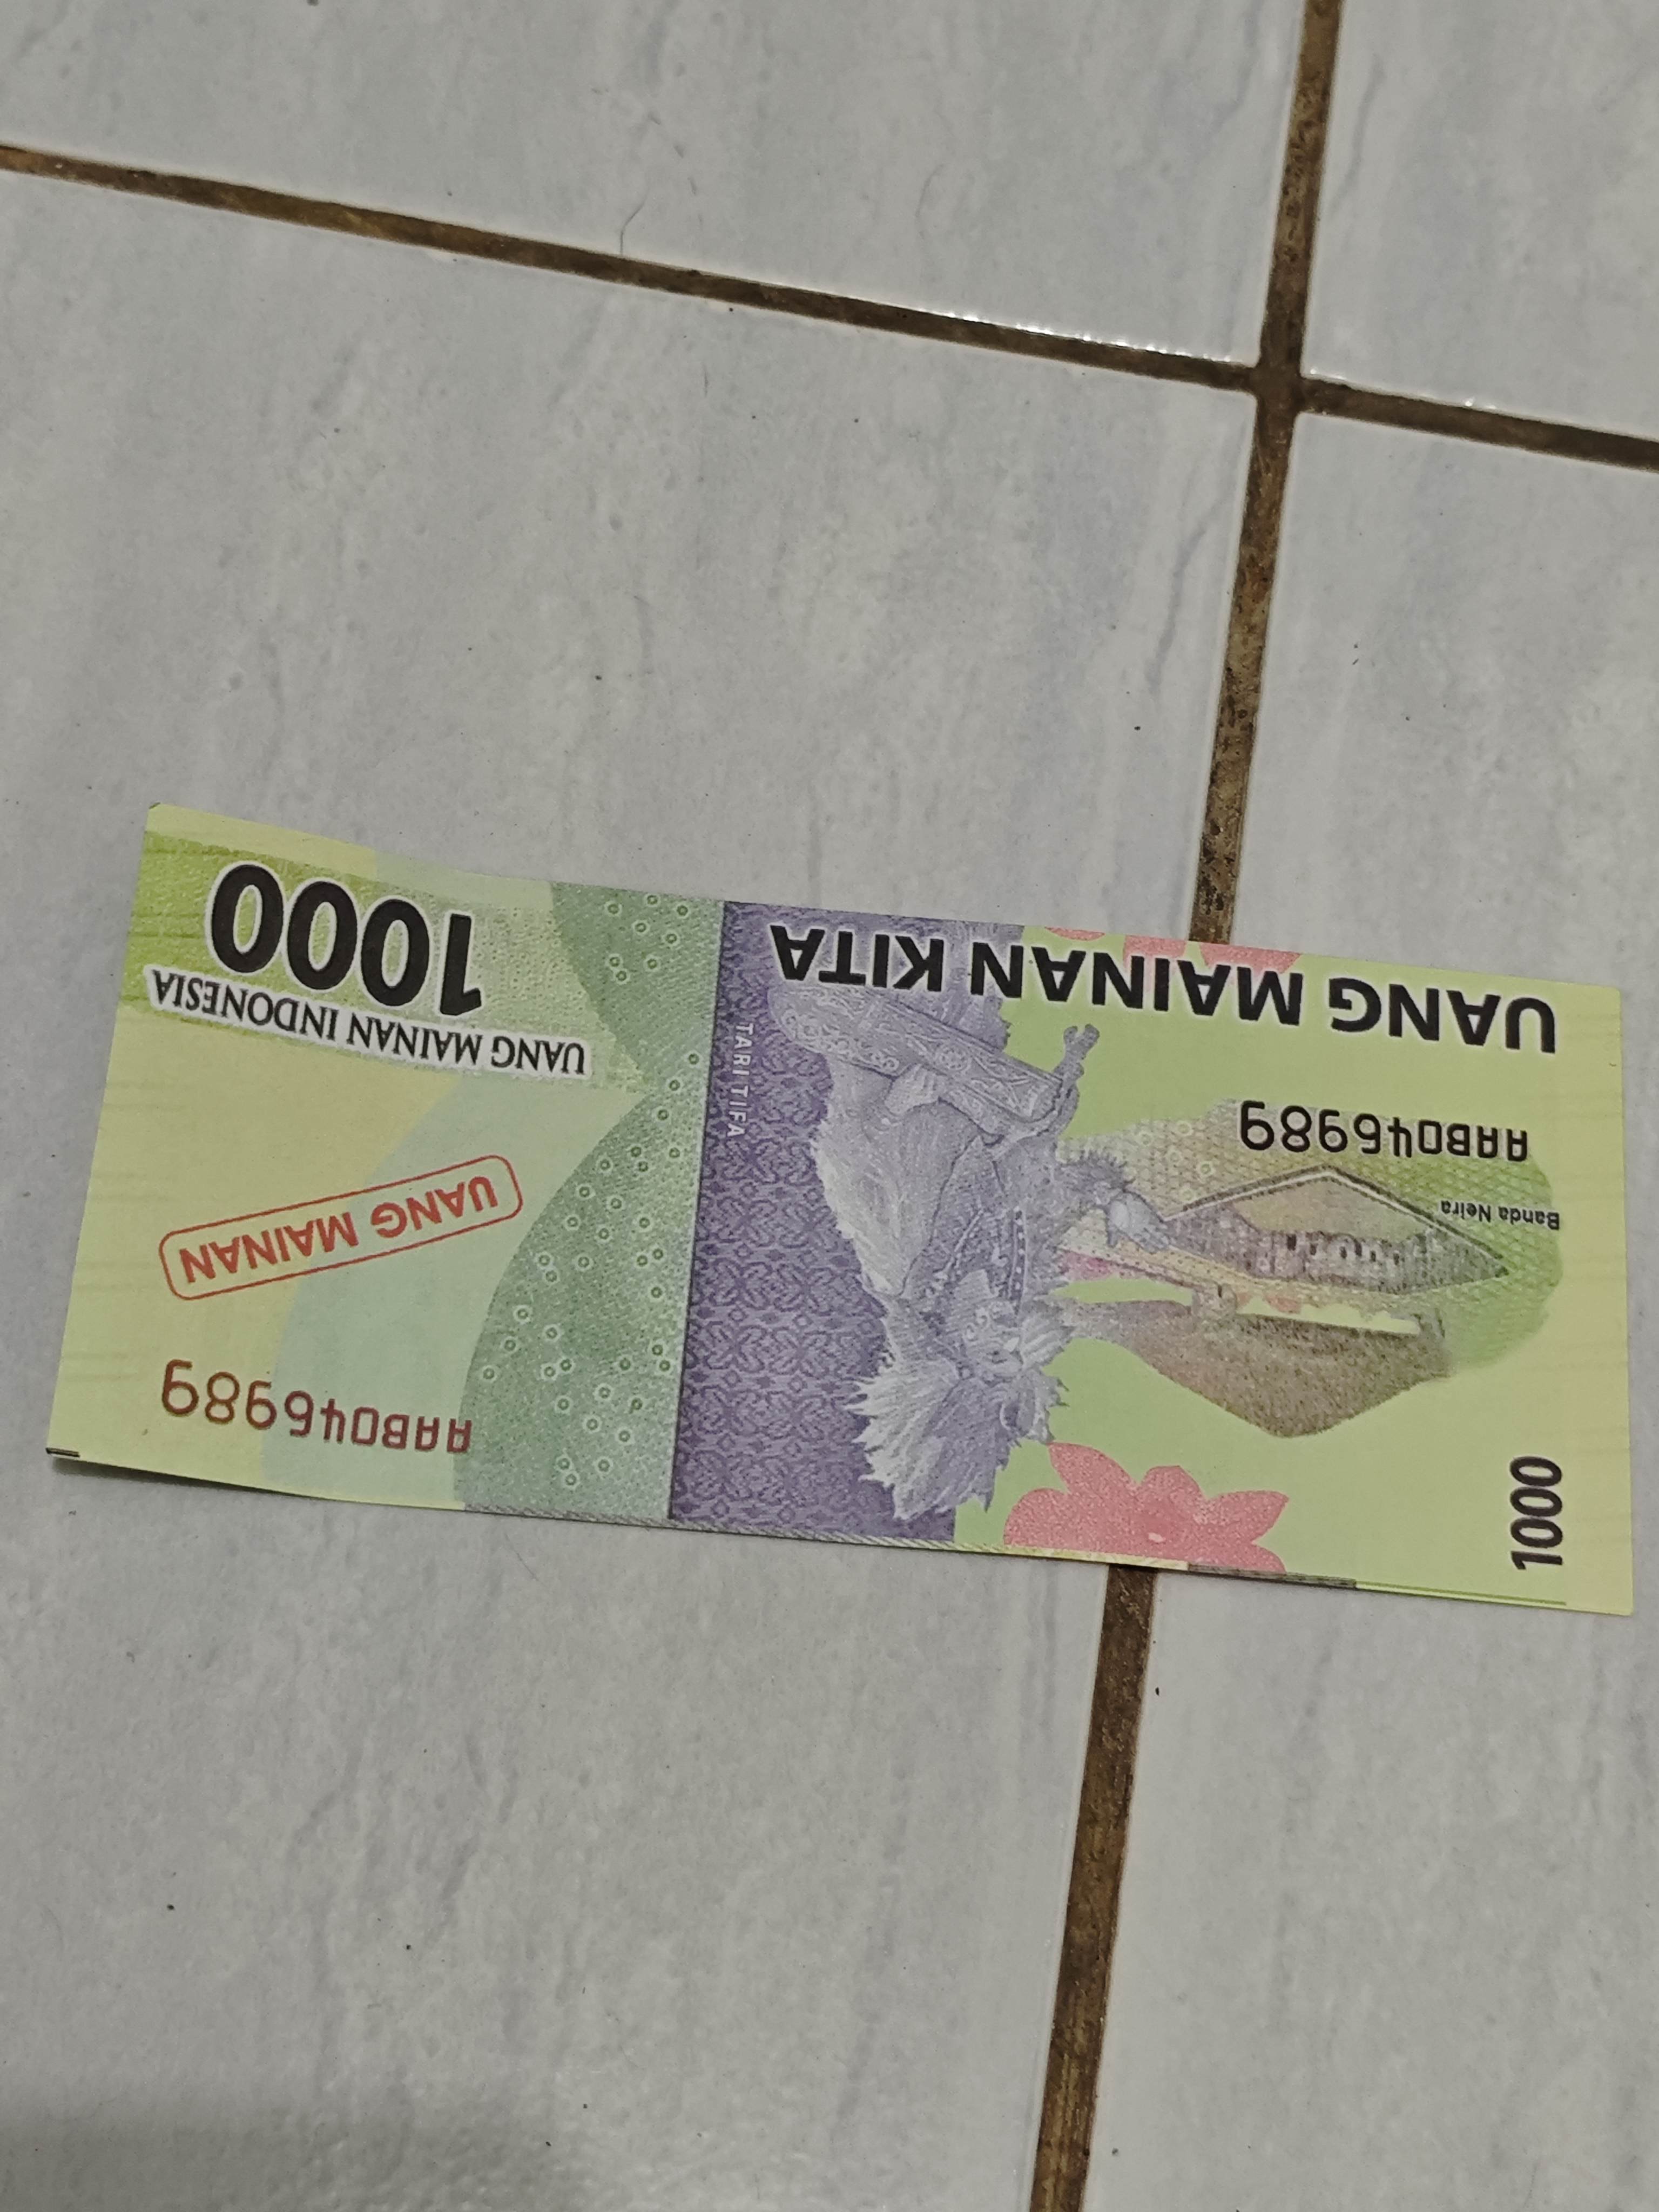 UANG MAINAN KITA
AAB046989
Banda Neira
1000
TARI TIFA
UANG MAINAN INDONESIA
1000
UANG MAINAN
AAB046989